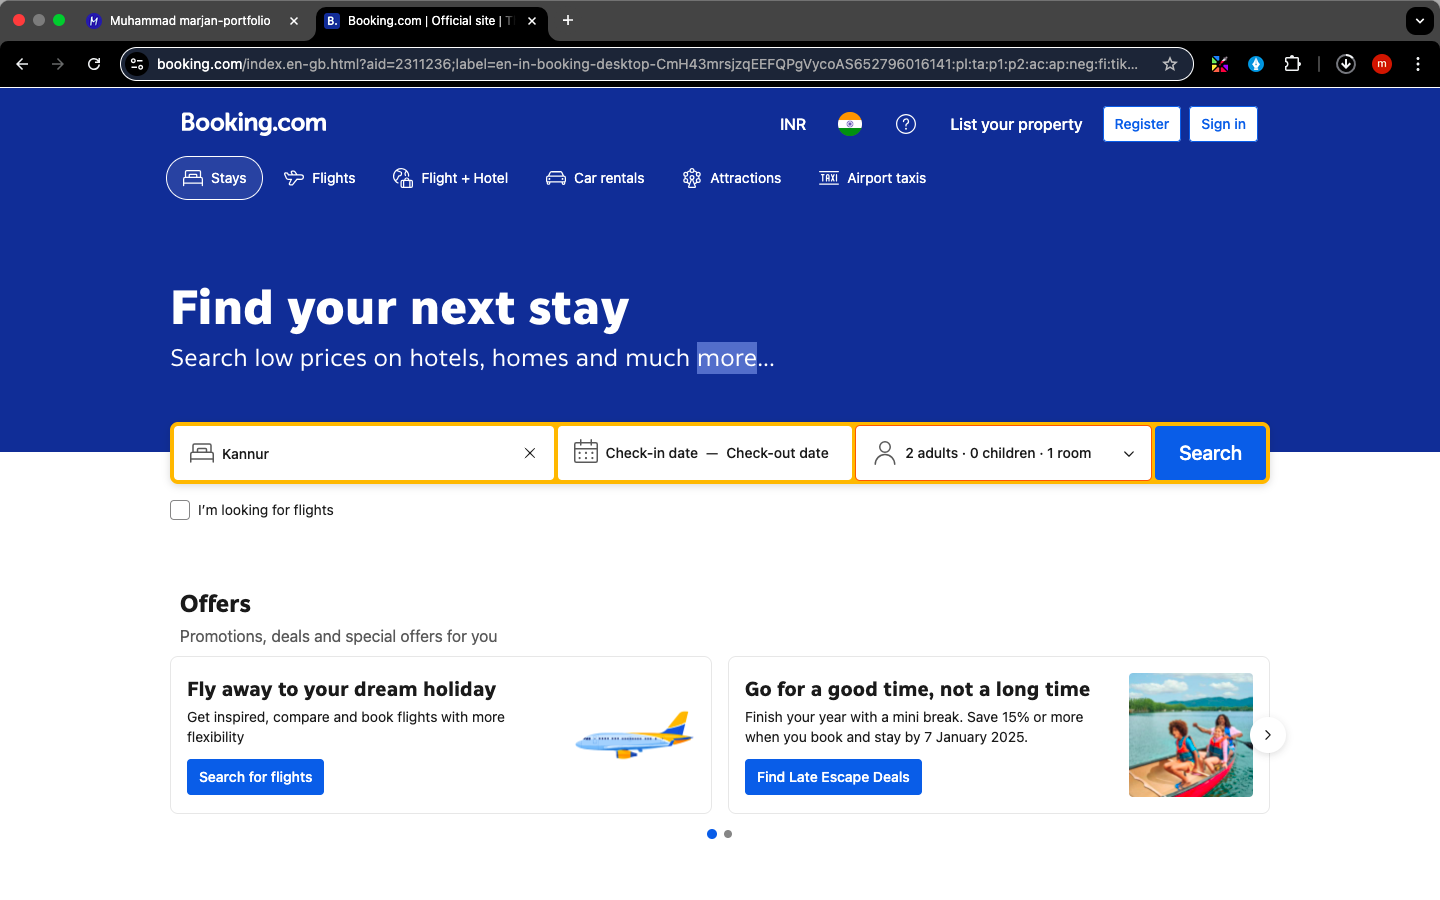 Muhammad marjan-portfolio
B. Booking.com | Official site | T
booking.com/index.en-gb.html?aid=2311236;label=en-in-booking-desktop-CmH43mrsjzqEEFQPgVycoAS652796016141:pl:ta:p1:p2:ac:ap:neg:fi:tik...
m
Booking.com
INR
List your property
Register
Sign in
Stays
Flights
Flight + Hotel
Car rentals
Attractions
TAXI Airport taxis
Find your next stay
Search low prices on hotels, homes and much more...
Kannur
Check-in date — Check-out date
2 adults · 0 children · 1 room
Search
I'm looking for flights
Offers
Promotions, deals and special offers for you
Fly away to your dream holiday
Get inspired, compare and book flights with more
flexibility
Search for flights
Go for a good time, not a long time
Finish your year with a mini break. Save 15% or more
when you book and stay by 7 January 2025.
Find Late Escape Deals